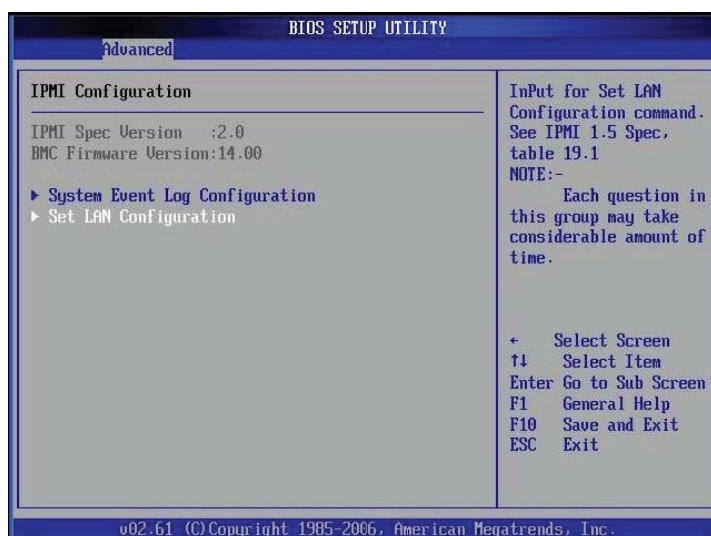 BIOS SETUP UTILITY
Advanced
IPMI Configuration
IPMI Spec Version :2.0
BMC Firmware Version:14.00
▶ System Event Log Configuration
▶ Set LAN Configuration
InPut for Set LAN
Configuration command.
See IPMI 1.5 Spec,
table 19.1
NOTE:-
Each question in
this group may take
considerable amount of
time.
← Select Screen
↑↓ Select Item
Enter Go to Sub Screen
F1 General Help
F10 Save and Exit
ESC Exit
v02.61 (C)Copyright 1985-2006, American Megatrends, Inc.